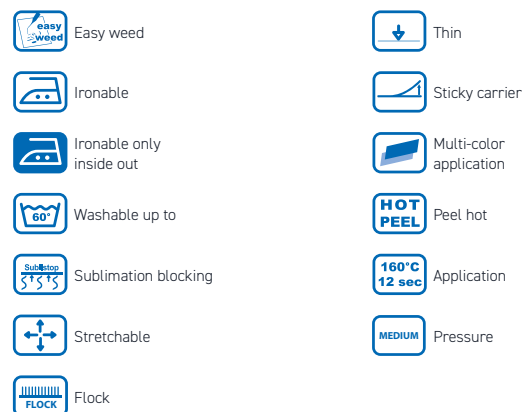 easy
weed
Easy weed
Ironable
Ironable only
inside out
60°
Washable up to
Sublistop
Sublimation blocking
Stretchable
FLOCK
Flock
Thin
Sticky carrier
Multi-color
application
HOT
PEEL
Peel hot
160°C
12 sec
Application
MEDIUM
Pressure